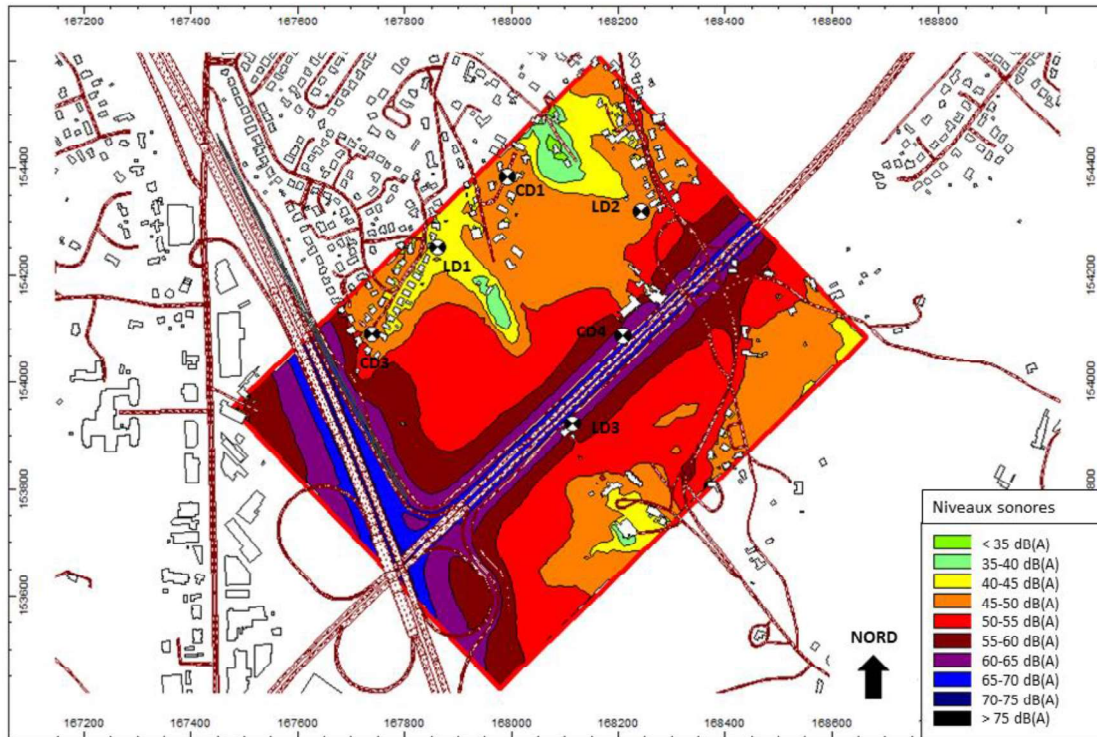 167200 167400 167600 167800 168000 168200 168400 168600 168800
154400 154400
CD1
LD2
LD1
154200 154200
CD4
CD3
154000 154000
LD3
153800 800
Niveaux sonores
< 35 dB(A)
35-40 dB(A)
40-45 dB(A)
45-50 dB(A)
50-55 dB(A)
55-60 dB(A)
60-65 dB(A)
65-70 dB(A)
70-75 dB(A)
> 75 dB(A)
153600
NORD
167200 167400 167600 167800 168000 168200 168400 168600 168800